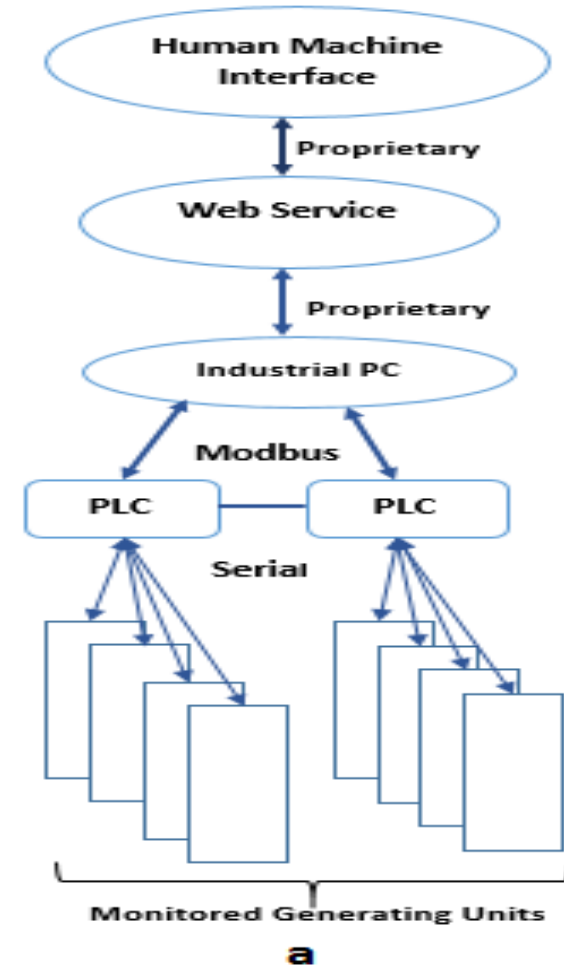 Human Machine
Interface
Proprietary
Web Service
Proprietary
Industrial PC
Modbus
PLC
PLC
Serial
Monitored Generating Units
a